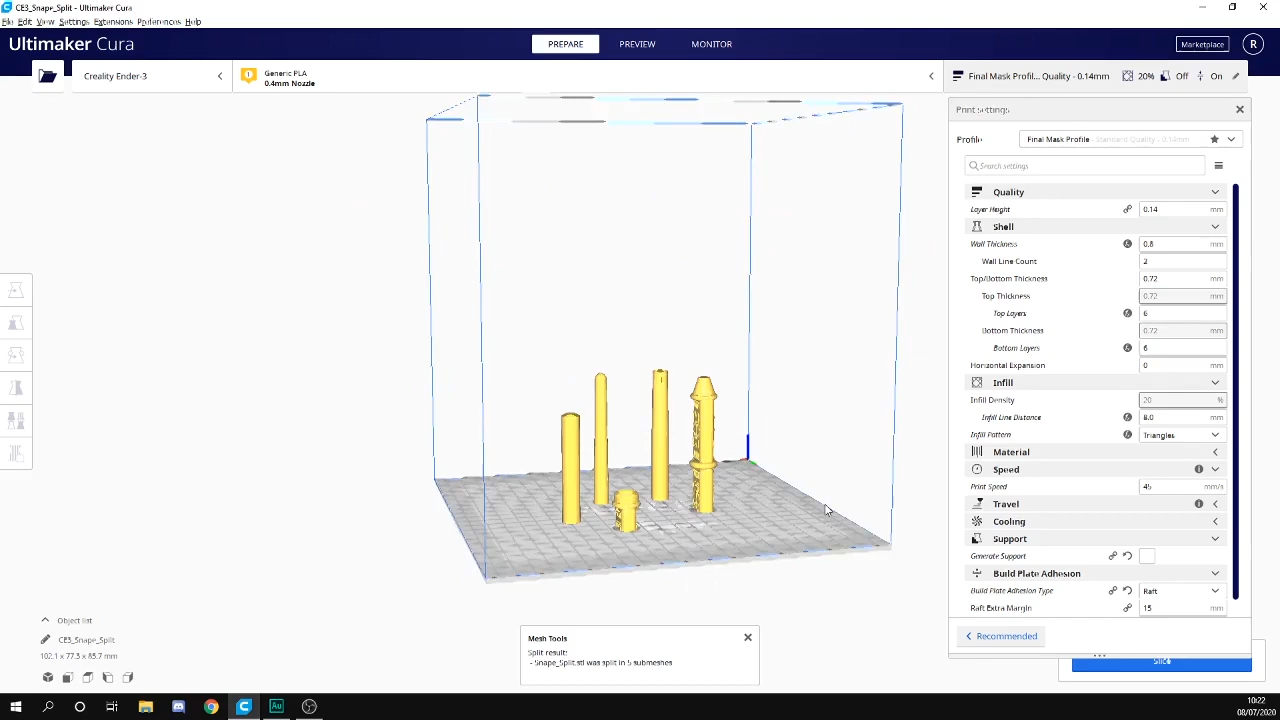 CE3_Snape_Split - Ultimaker Cura
File Edit View Settings Extensions Preferences Help
Ultimaker Cura
PREPARE
PREVIEW
MONITOR
Marketplace
R
Creality Ender-3
1
Generic PLA
0.4mm Nozzle
Final Mask Profil... Quality - 0.14mm
20%
Off
On
Print settings
Profile
Final Mask Profile - Standard Quality - 0.14mm
Search settings
Quality
Layer Height
0.14 mm
Shell
Wall Thickness
0.8 mm
Wall Line Count
2
Top/Bottom Thickness
0.72 mm
Top Thickness
0.72 mm
Top Layers
6
Bottom Thickness
0.72 mm
Bottom Layers
6
Horizontal Expansion
0 mm
Infill
Infill Density
20 %
Infill Line Distance
8.0 mm
Infill Pattern
Triangles
Material
Speed
Print Speed
45 mm/s
Travel
Cooling
Support
Generate Support
Build Plate Adhesion
Build Plate Adhesion Type
Raft
Raft Extra Margin
15 mm
Recommended
Slice
Object list
CE3_Snape_Split
102.1 x 77.3 x 85.7 mm
Mesh Tools
Split result:
- Snape_Split.stl was split in 5 submeshes
Au
10:22
08/07/2020